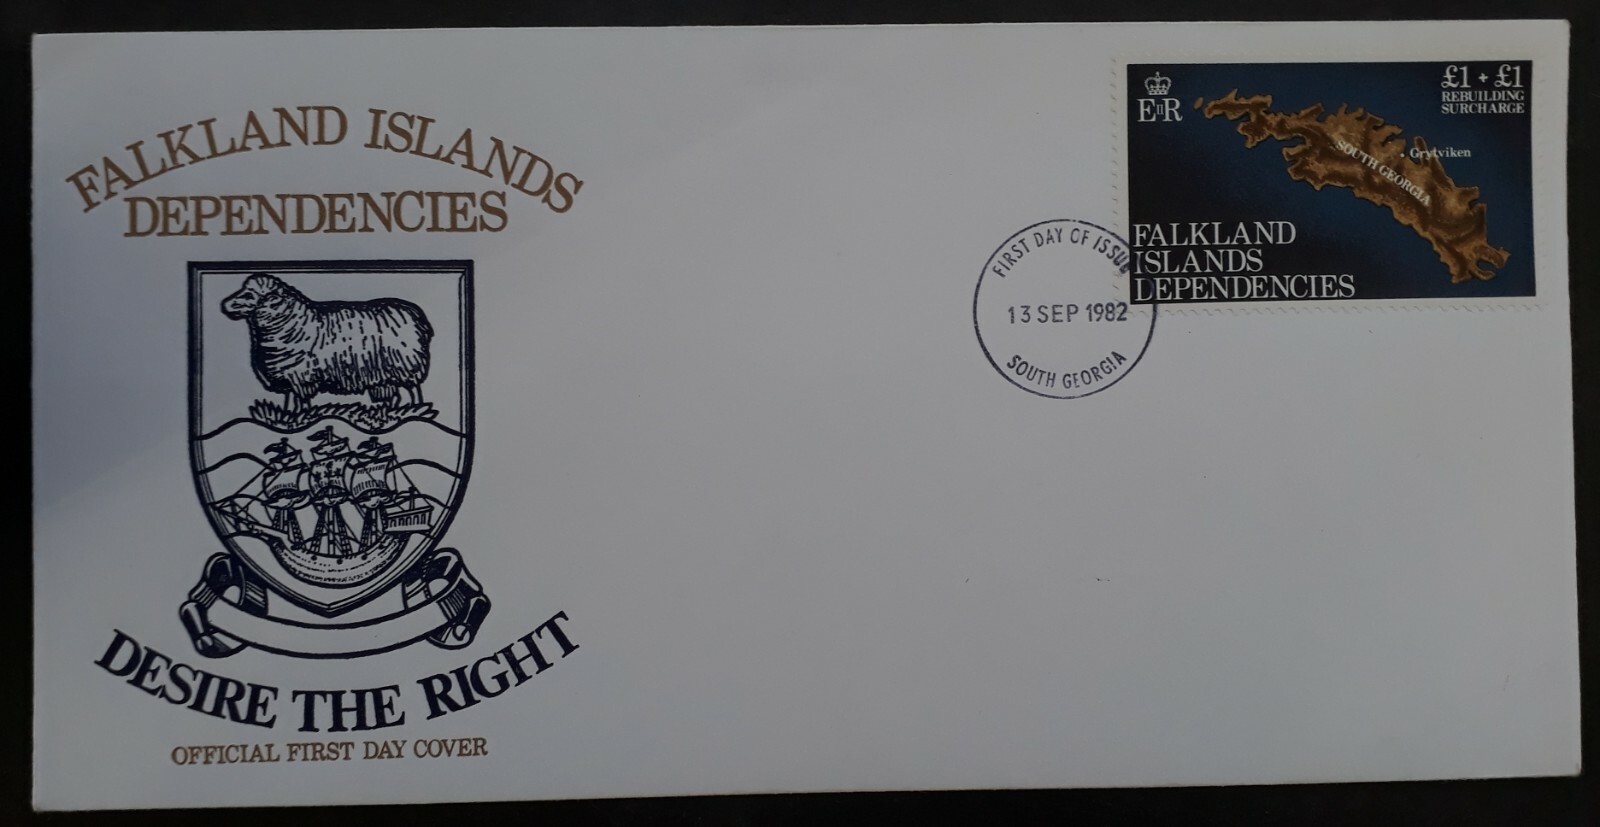 FALKLAND ISLANDS
DEPENDENCIES
DESIRE THE RIGHT
OFFICIAL FIRST DAY COVER
FIRST DAY OF ISSUE
13 SEP 1982
SOUTH GEORGIA
EIIR
£1 + £1
REBUILDING
SURCHARGE
SOUTH GEORGIA
Grytviken
FALKLAND
ISLANDS
DEPENDENCIES